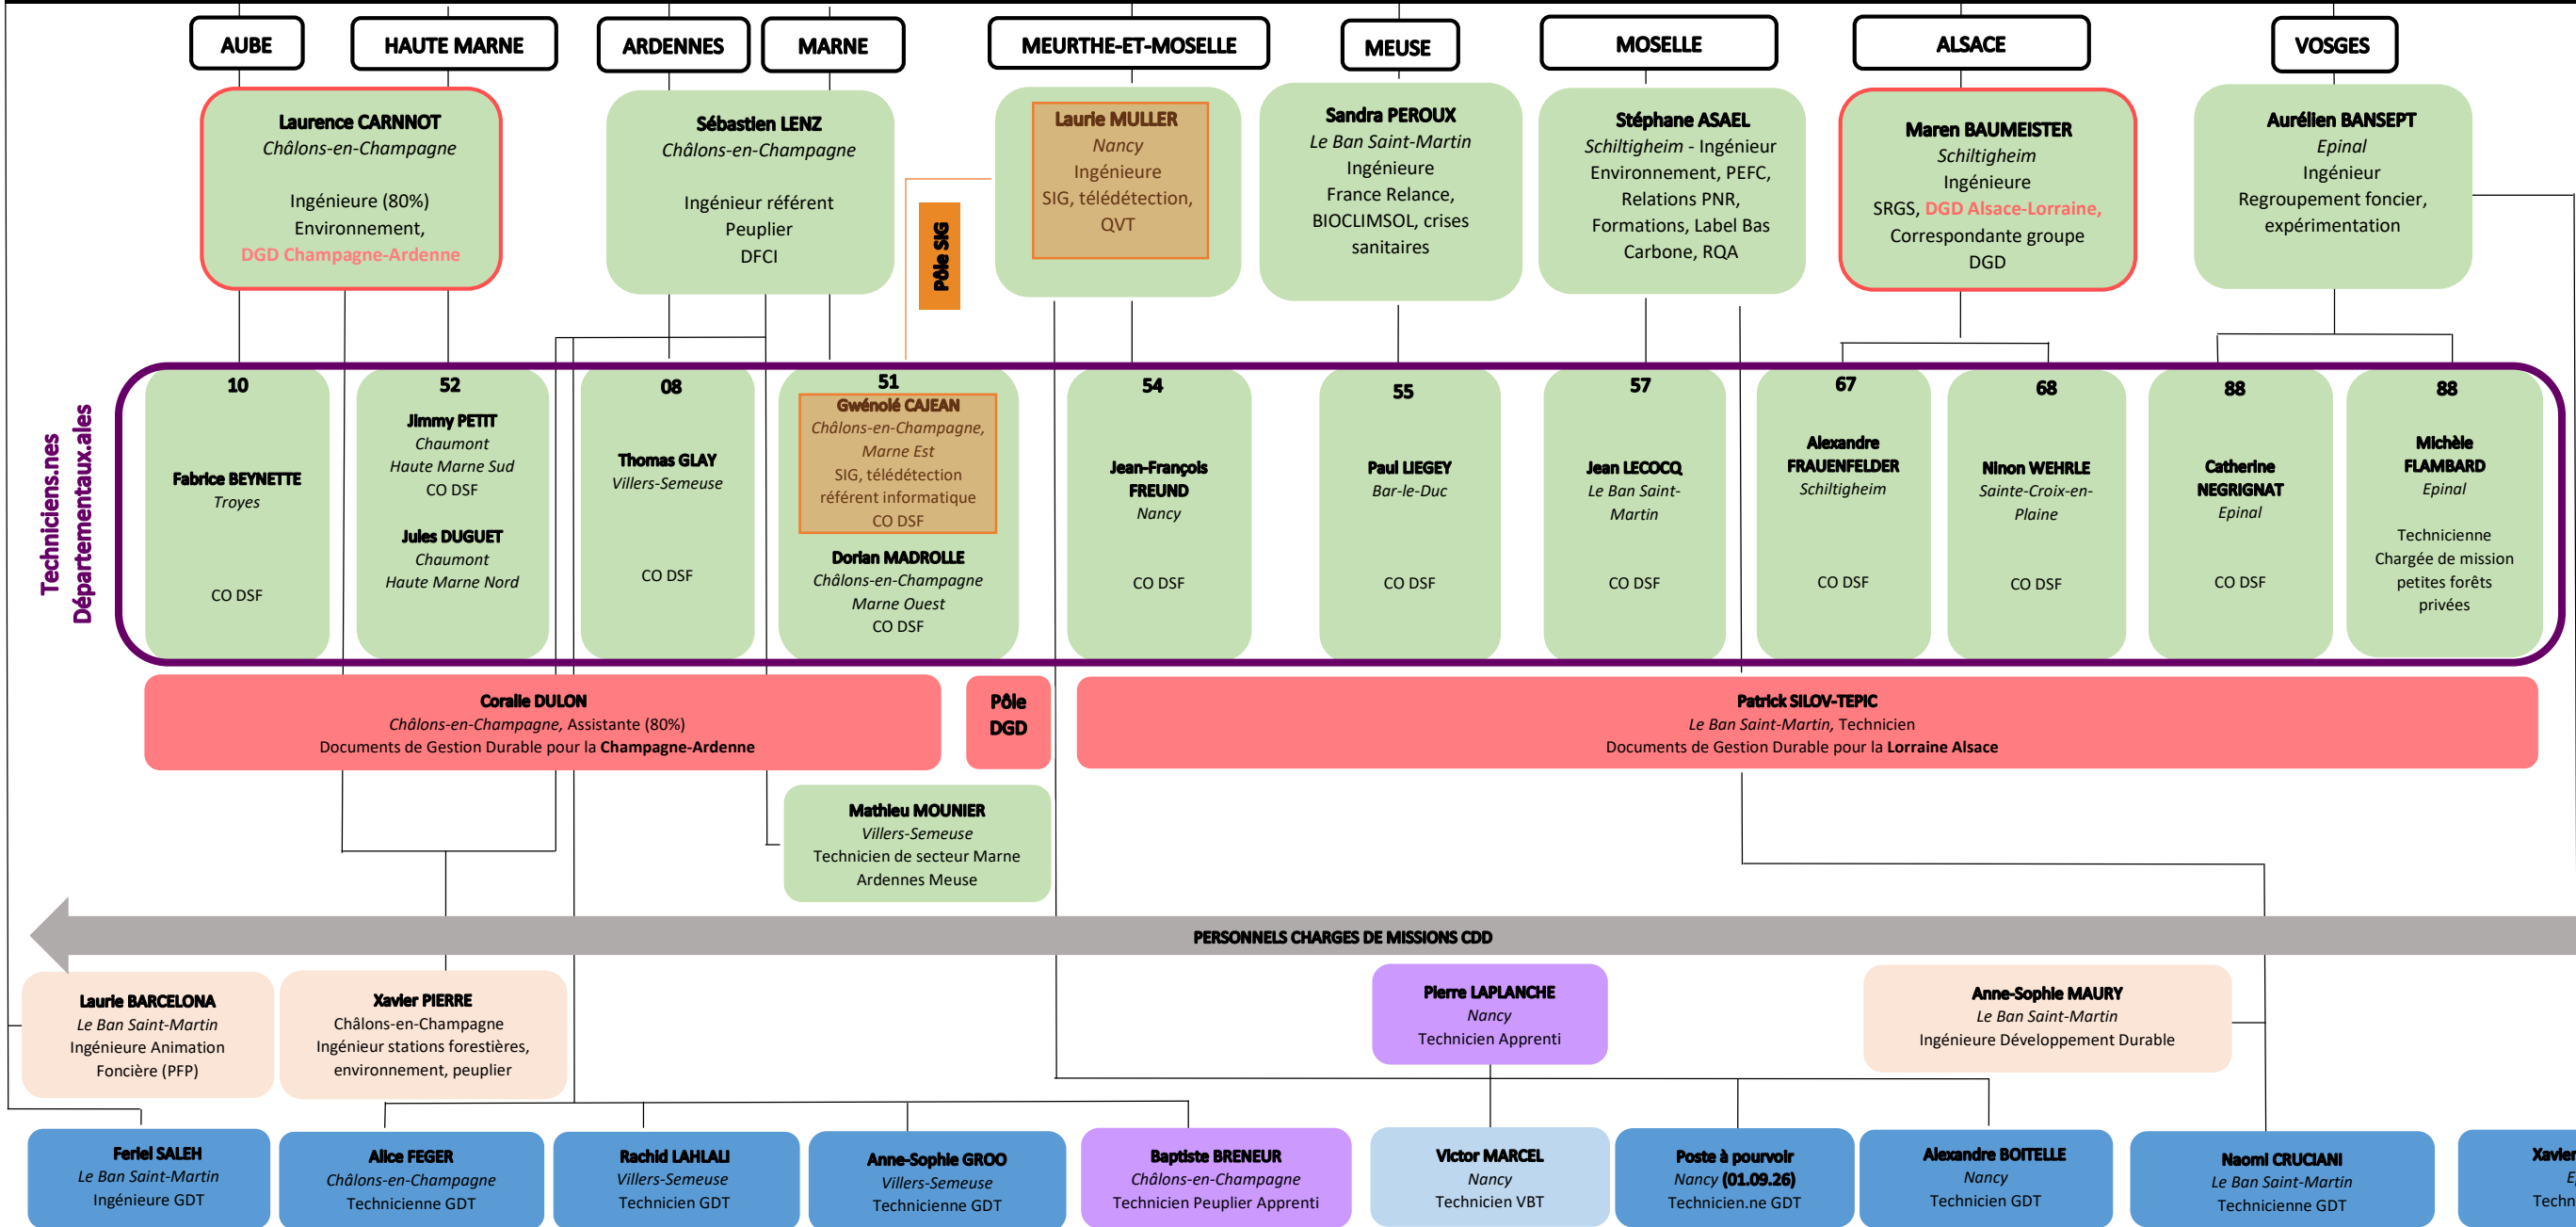 AUBE
HAUTE MARNE
ARDENNES
MARNE
MEURTHE-ET-MOSELLE
MEUSE
MOSELLE
ALSACE
VOSGES
Laurence CARNNOT
Châlons-en-Champagne
Ingénieure (80%)
Environnement,
DGD Champagne-Ardenne
Sébastien LENZ
Châlons-en-Champagne
Ingénieur référent
Peuplier
DFCI
Pôle SIG
Laurie MULLER
Nancy
Ingénieure
SIG, télédétection,
QVT
Sandra PEROUX
Le Ban Saint-Martin
Ingénieure
France Relance,
BIOCLIMSOL, crises
sanitaires
Stéphane ASAEL
Schiltigheim - Ingénieur
Environnement, PEFC,
Relations PNR,
Formations, Label Bas
Carbone, RQA
Maren BAUMEISTER
Schiltigheim
Ingénieure
SRGS, DGD Alsace-Lorraine,
Correspondante groupe
DGD
Aurélien BANSEPT
Epinal
Ingénieur
Regroupement foncier,
expérimentation
Techniciens.nes
Départementaux.ales
10
Fabrice BEYNETTE
Troyes
CO DSF
52
Jimmy PETIT
Chaumont
Haute Marne Sud
CO DSF
Jules DUGUET
Chaumont
Haute Marne Nord
08
Thomas GLAY
Villers-Semeuse
CO DSF
51
Gwénolé CAJEAN
Châlons-en-Champagne,
Marne Est
SIG, télédétection
référent informatique
CO DSF
Dorian MADROLLE
Châlons-en-Champagne
Marne Ouest
CO DSF
54
Jean-François
FREUND
Nancy
CO DSF
55
Paul LIEGEY
Bar-le-Duc
CO DSF
57
Jean LECOCQ
Le Ban Saint-
Martin
CO DSF
67
Alexandre
FRAUENFELDER
Schiltigheim
CO DSF
68
Ninon WEHRLE
Sainte-Croix-en-
Plaine
CO DSF
88
Catherine
NEGRIGNAT
Epinal
CO DSF
88
Michèle
FLAMBARD
Epinal
Technicienne
Chargée de mission
petites forêts
privées
Coralie DULON
Châlons-en-Champagne, Assistante (80%)
Documents de Gestion Durable pour la Champagne-Ardenne
Pôle
DGD
Patrick SILOV-TEPIC
Le Ban Saint-Martin, Technicien
Documents de Gestion Durable pour la Lorraine Alsace
Mathieu MOUNIER
Villers-Semeuse
Technicien de secteur Marne
Ardennes Meuse
PERSONNELS CHARGES DE MISSIONS CDD
Laurie BARCELONA
Le Ban Saint-Martin
Ingénieure Animation
Foncière (PFP)
Xavier PIERRE
Châlons-en-Champagne
Ingénieur stations forestières,
environnement, peuplier
Pierre LAPLANCHE
Nancy
Technicien Apprenti
Anne-Sophie MAURY
Le Ban Saint-Martin
Ingénieure Développement Durable
Feriel SALEH
Le Ban Saint-Martin
Ingénieure GDT
Alice FEGER
Châlons-en-Champagne
Technicienne GDT
Rachid LAHLALI
Villers-Semeuse
Technicien GDT
Anne-Sophie GROO
Villers-Semeuse
Technicienne GDT
Baptiste BRENEUR
Châlons-en-Champagne
Technicien Peuplier Apprenti
Victor MARCEL
Nancy
Technicien VBT
Poste à pourvoir
Nancy (01.09.26)
Technicien.ne GDT
Alexandre BOITELLE
Nancy
Technicien GDT
Naomi CRUCIANI
Le Ban Saint-Martin
Technicienne GDT
Xavier